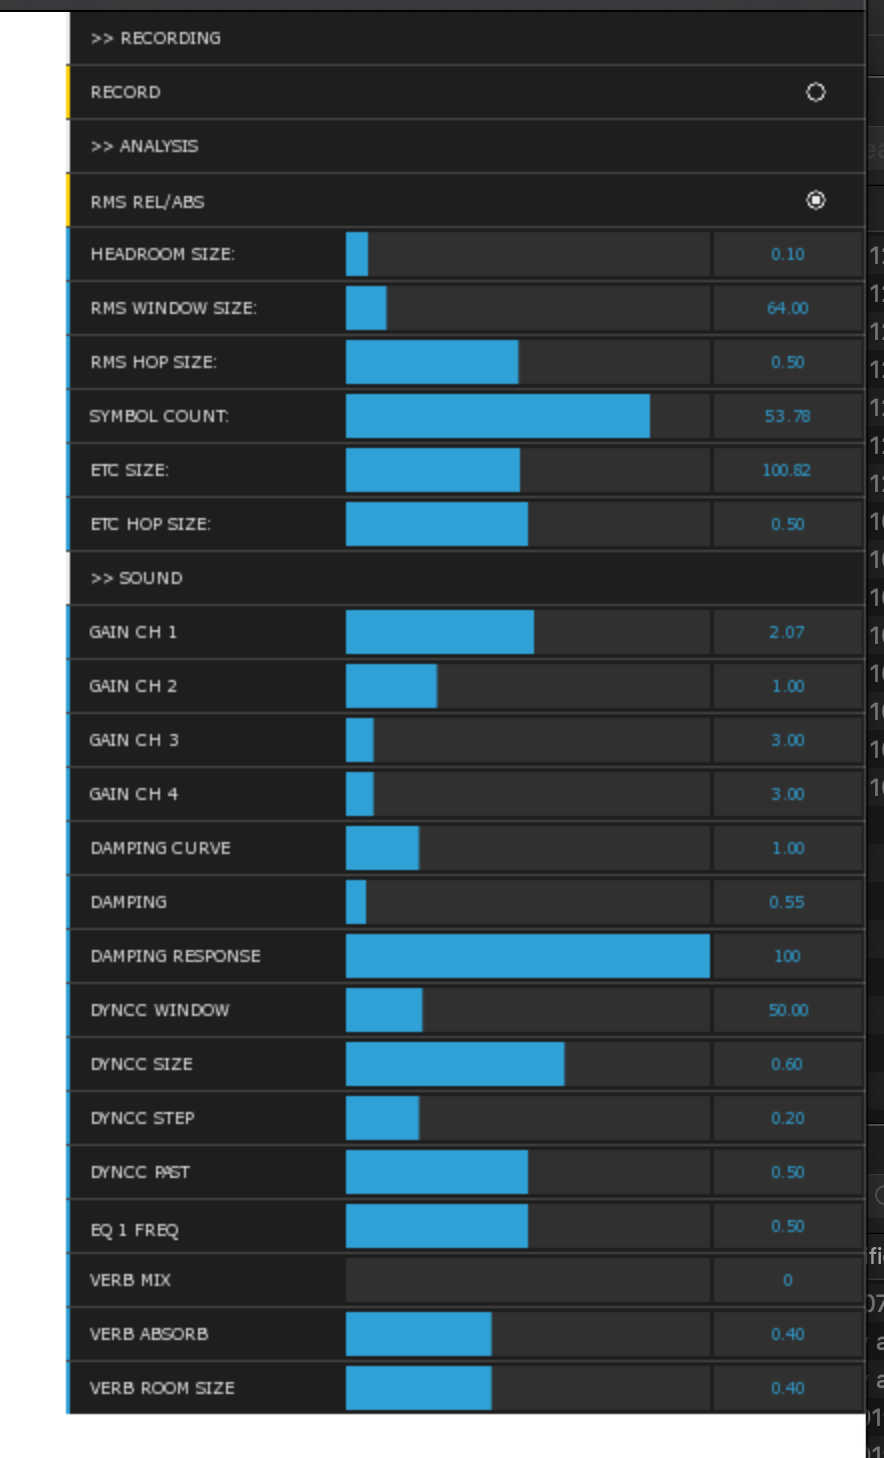 >> RECORDING
RECORD
>> ANALYSIS
RMS REL/ABS
HEADROOM SIZE: 0.10
RMS WINDOW SIZE: 64.00
RMS HOP SIZE: 0.50
SYMBOL COUNT: 53.78
ETC SIZE: 100.82
ETC HOP SIZE: 0.50
>> SOUND
GAIN CH 1 2.07
GAIN CH 2 1.00
GAIN CH 3 3.00
GAIN CH 4 3.00
DAMPING CURVE 1.00
DAMPING 0.55
DAMPING RESPONSE 100
DYNCC WINDOW 50.00
DYNCC SIZE 0.60
DYNCC STEP 0.20
DYNCC PAST 0.50
EQ 1 FREQ 0.50
VERB MIX 0
VERB ABSORB 0.40
VERB ROOM SIZE 0.40